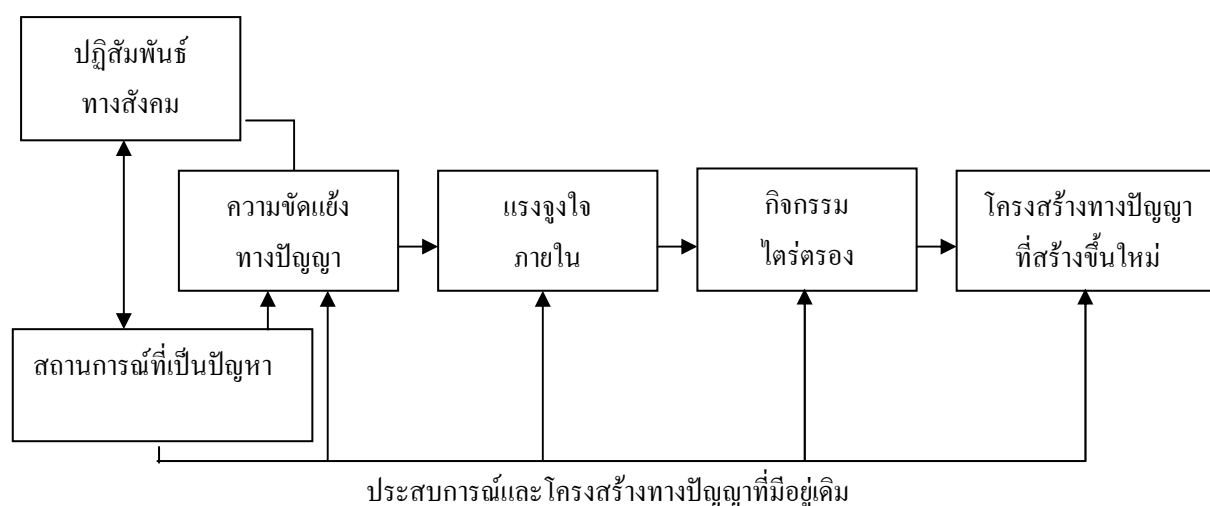 ปฏิสัมพันธ์
ทางสังคม
ความขัดแย้ง
ทางปัญญา
แรงจูงใจ
ภายใน
กิจกรรม
ไตร่ตรอง
โครงสร้างทางปัญญา
ที่สร้างขึ้นใหม่
สถานการณ์ที่เป็นปัญหา
ประสบการณ์และโครงสร้างทางปัญญาที่มีอยู่เดิม